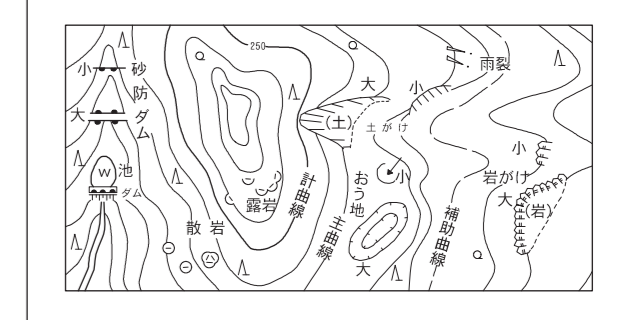 小 砂防ダム
大
W 池
ダム
散岩
露岩
250
計曲線
主曲線
大
(土)
土がけ
小
おう地
小
大
補助曲線
雨裂
小
岩がけ
大
(岩)